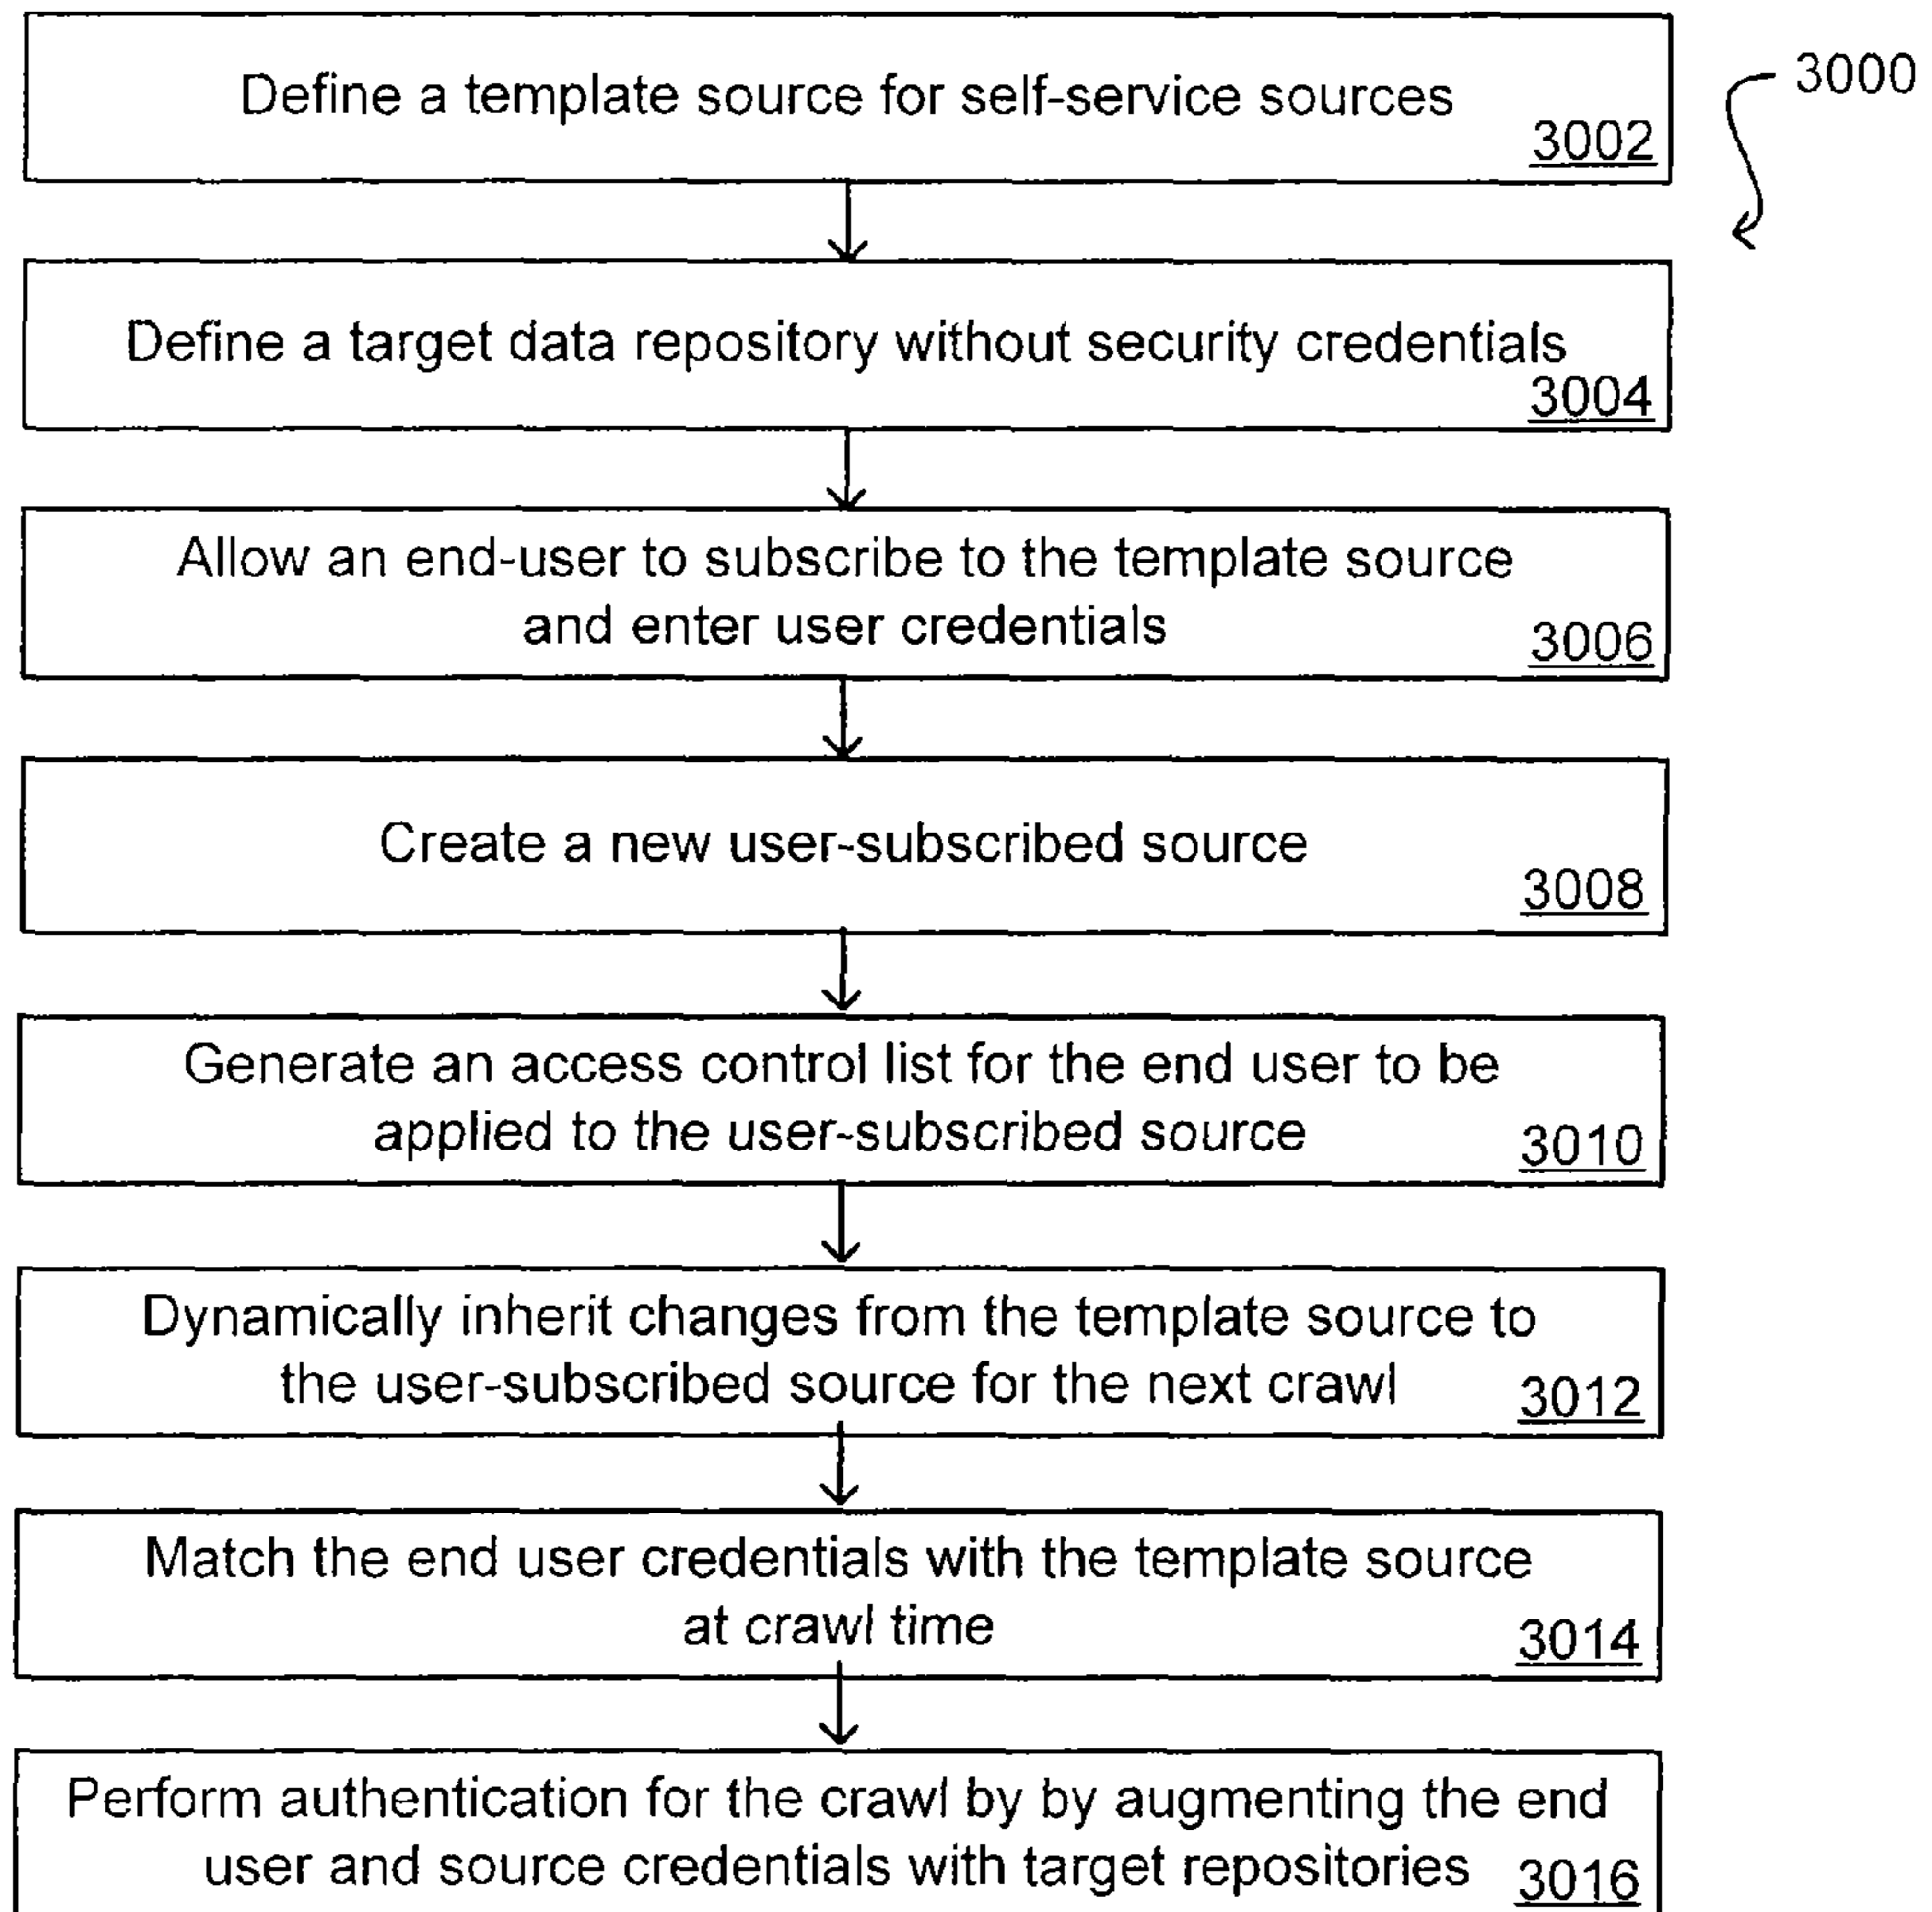 Define a template source for self-service sources
3002
3000
Define a target data repository without security credentials
3004
Allow an end-user to subscribe to the template source
and enter user credentials
3006
Create a new user-subscribed source
3008
Generate an access control list for the end user to be
applied to the user-subscribed source
3010
Dynamically inherit changes from the template source to
the user-subscribed source for the next crawl
3012
Match the end user credentials with the template source
at crawl time
3014
Perform authentication for the crawl by by augmenting the end
user and source credentials with target repositories
3016